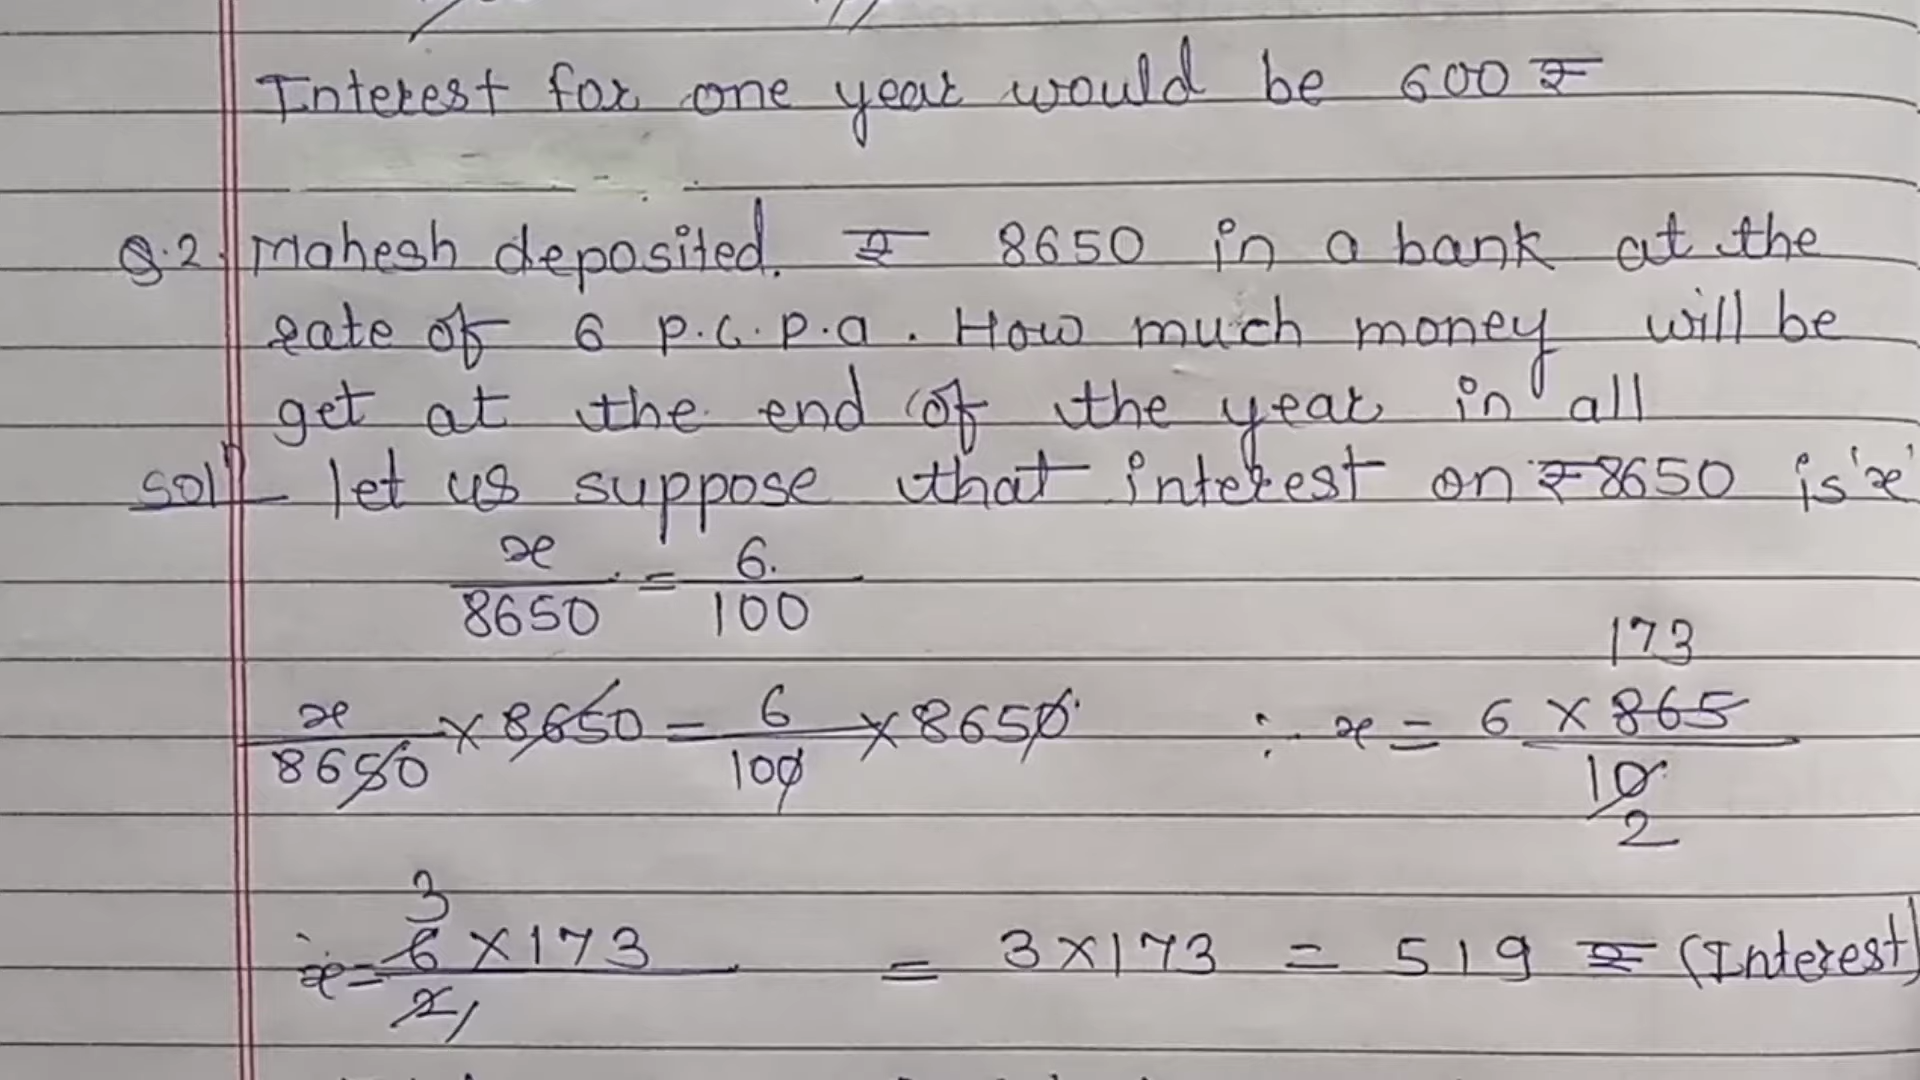 Interest for one year would be 600 ₹
Q.2. Mahesh deposited. ₹ 8650 in a bank at the
rate of 6 p.c.p.a. How much money will be
get at the end of the year in all
Solⁿ let us suppose that interest on ₹8650 is 'x'
x/8650 = 6/100
x/8650 × 8650 = 6/100 × 8650 ∴ x = 6 × 865/10 173 2
∴ x = 6 × 173/2 3 1 = 3×173 = 519 ₹ (Interest)